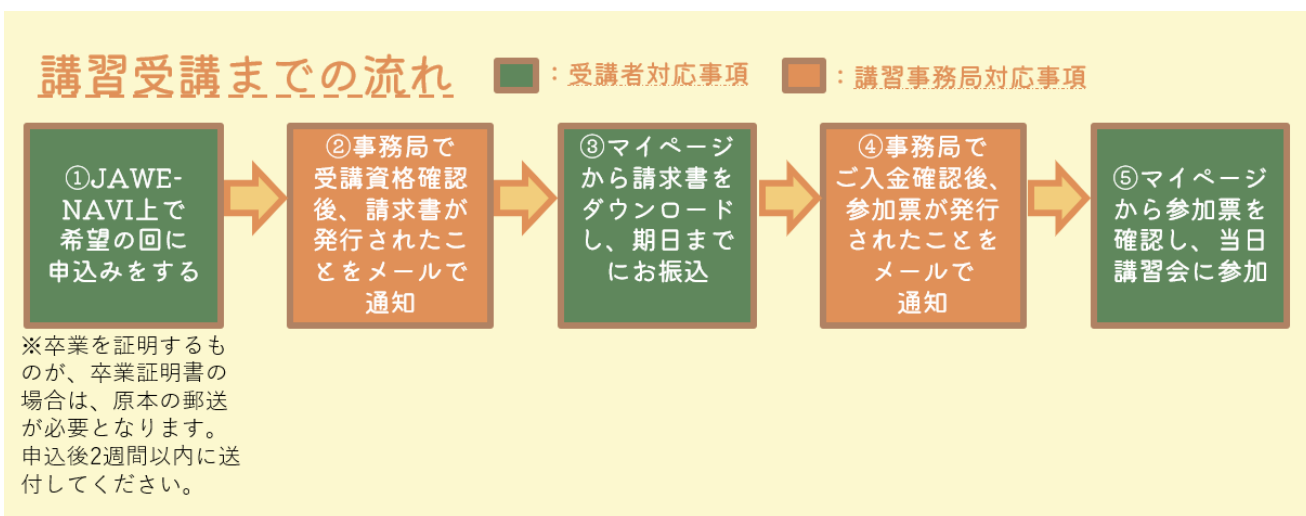 講習受講までの流れ
：受講者対応事項
：講習事務局対応事項
①JAWE-
NAVI上で
希望の回に
申込みをする
②事務局で
受講資格確認
後、請求書が
発行されたこ
とをメールで
通知
③マイページ
から請求書を
ダウンロード
し、期日まで
にお振込
④事務局で
ご入金確認後、
参加票が発行
されたことを
メールで
通知
⑤マイページ
から参加票を
確認し、当日
講習会に参加
※卒業を証明するも
のが、卒業証明書の
場合は、原本の郵送
が必要となります。
申込後2週間以内に送
付してください。